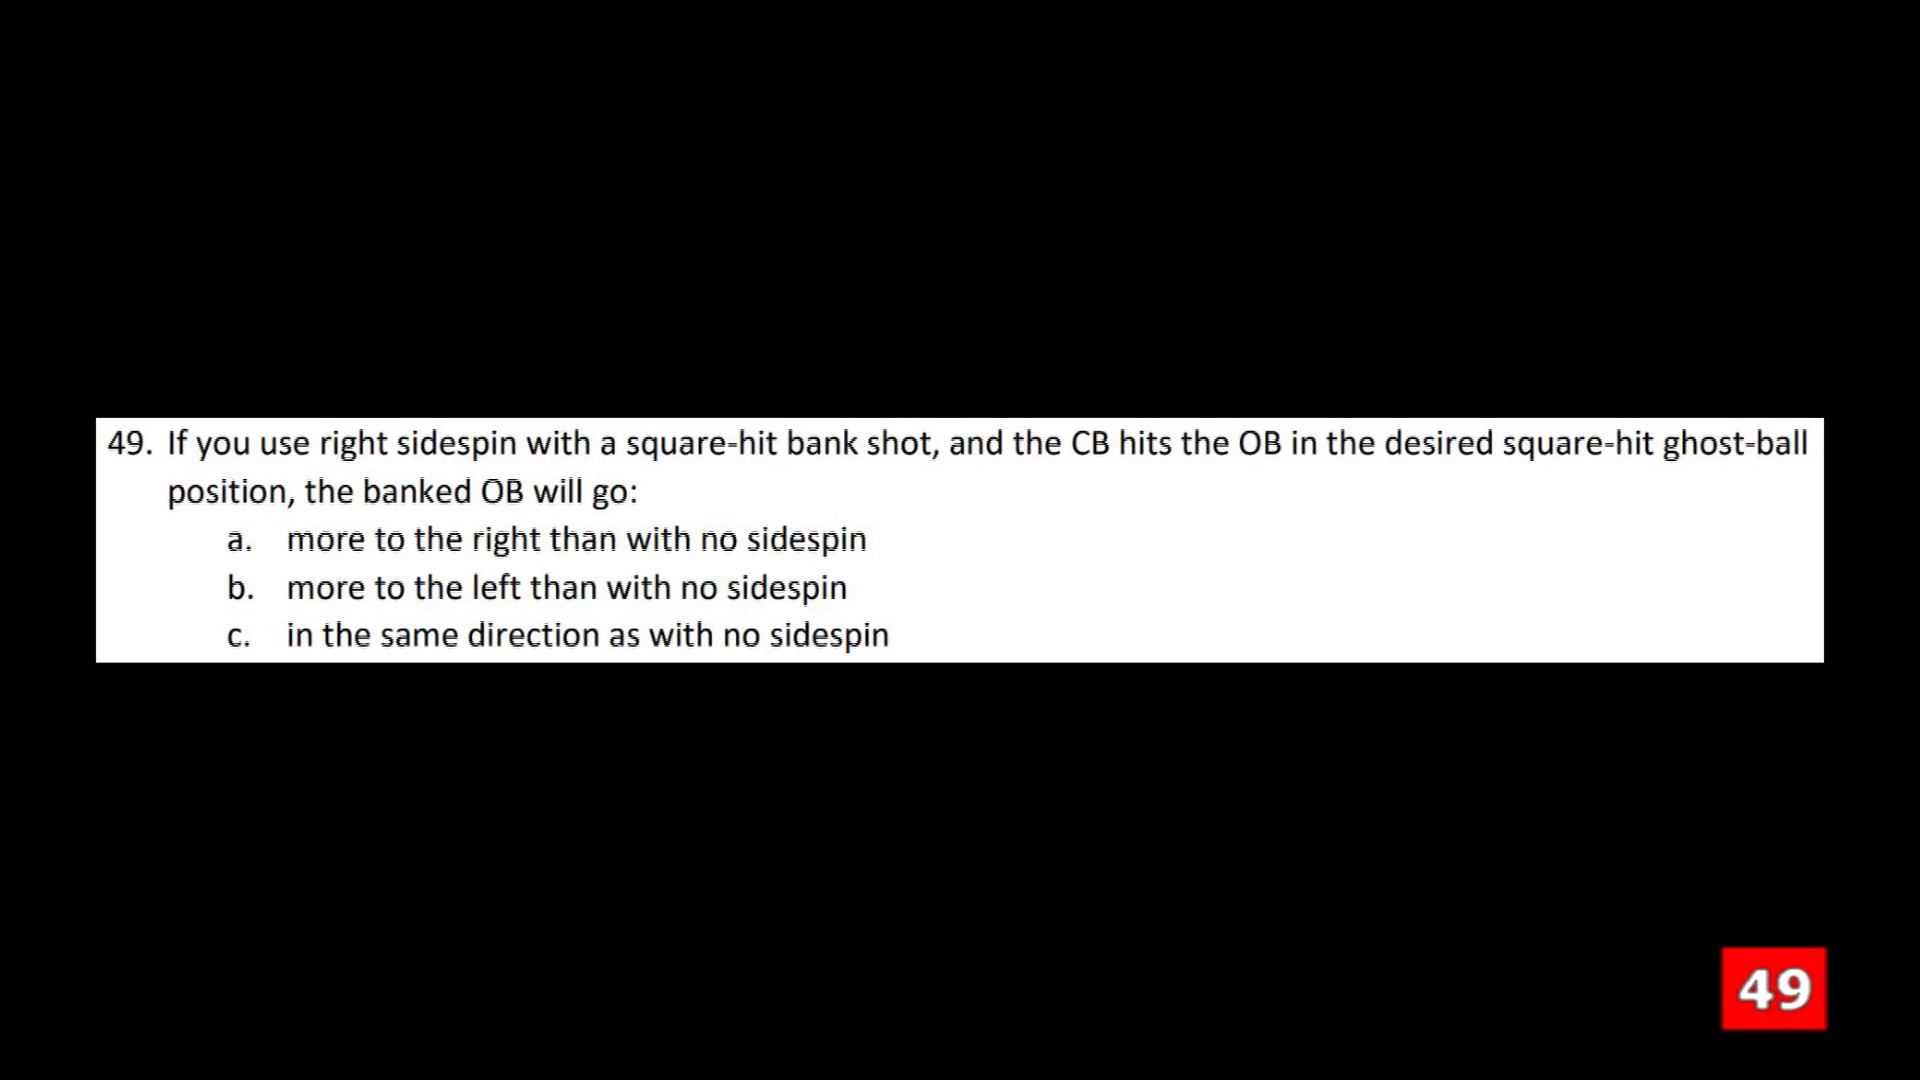 49. If you use right sidespin with a square-hit bank shot, and the CB hits the OB in the desired square-hit ghost-ball
position, the banked OB will go:
a. more to the right than with no sidespin
b. more to the left than with no sidespin
c. in the same direction as with no sidespin
49